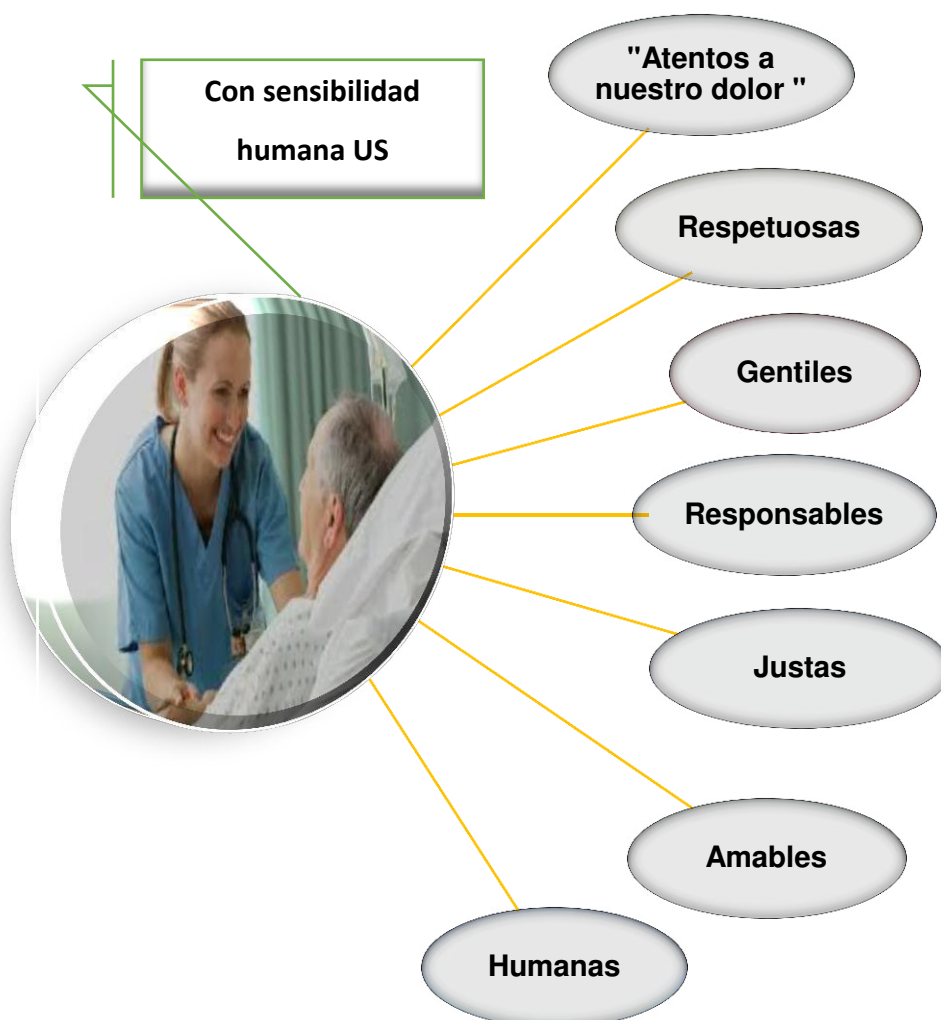 Con sensibilidad
humana US
"Atentos a
nuestro dolor "
Respetuosas
Gentiles
Responsables
Justas
Amables
Humanas